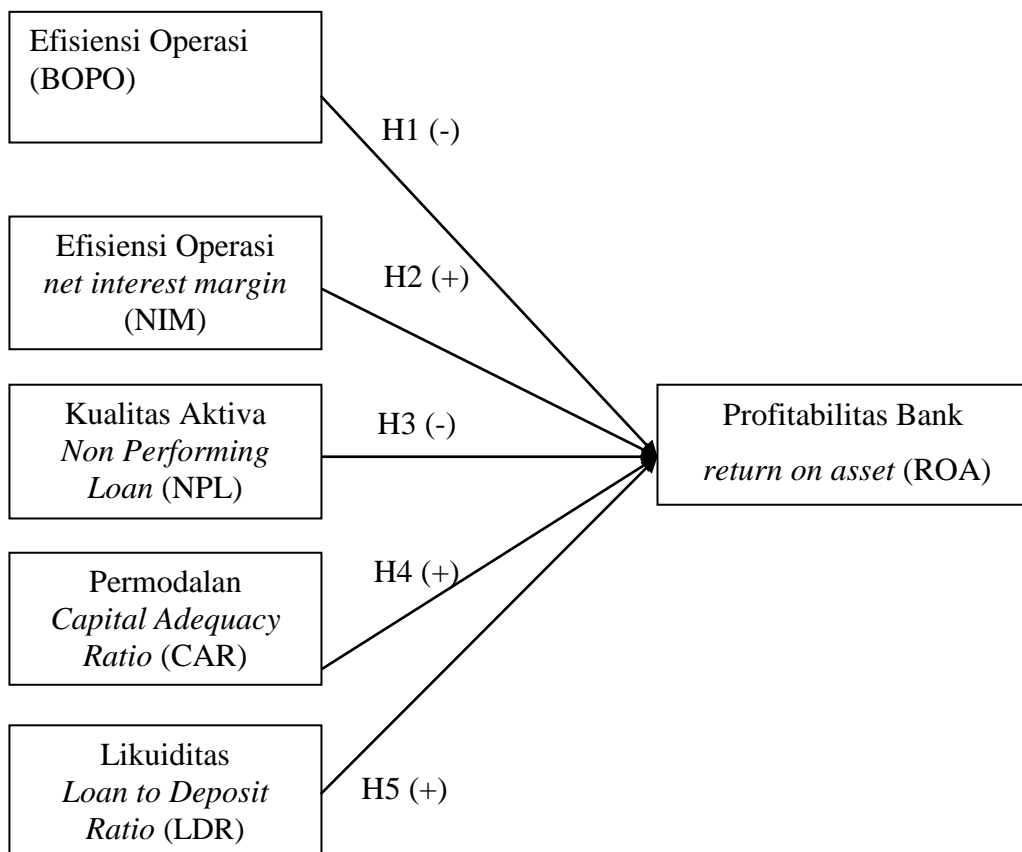 Efisiensi Operasi
(BOPO)
H1 (-)
Efisiensi Operasi
net interest margin
(NIM)
H2 (+)
Kualitas Aktiva
Non Performing
Loan (NPL)
H3 (-)
Profitabilitas Bank
return on asset (ROA)
Permodalan
Capital Adequacy
Ratio (CAR)
H4 (+)
Likuiditas
Loan to Deposit
Ratio (LDR)
H5 (+)